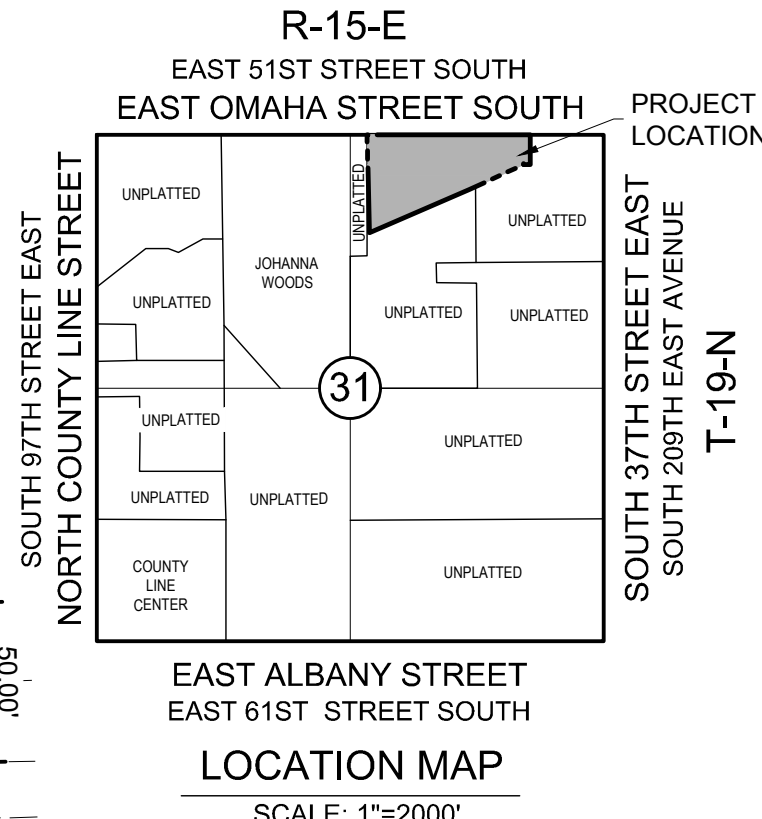 R-15-E
EAST 51ST STREET SOUTH
EAST OMAHA STREET SOUTH
PROJECT
LOCATION
UNPLATTED
UNPLATTED
UNPLATTED
JOHANNA
WOODS
UNPLATTED
UNPLATTED
UNPLATTED
31
UNPLATTED
UNPLATTED
UNPLATTED
UNPLATTED
COUNTY
LINE
CENTER
UNPLATTED
SOUTH 97TH STREET EAST
NORTH COUNTY LINE STREET
SOUTH 37TH STREET EAST
SOUTH 209TH EAST AVENUE
T-19-N
50.00'
UNPLATTED
EAST ALBANY STREET
EAST 61ST STREET SOUTH
LOCATION MAP
SCALE: 1"=2000'